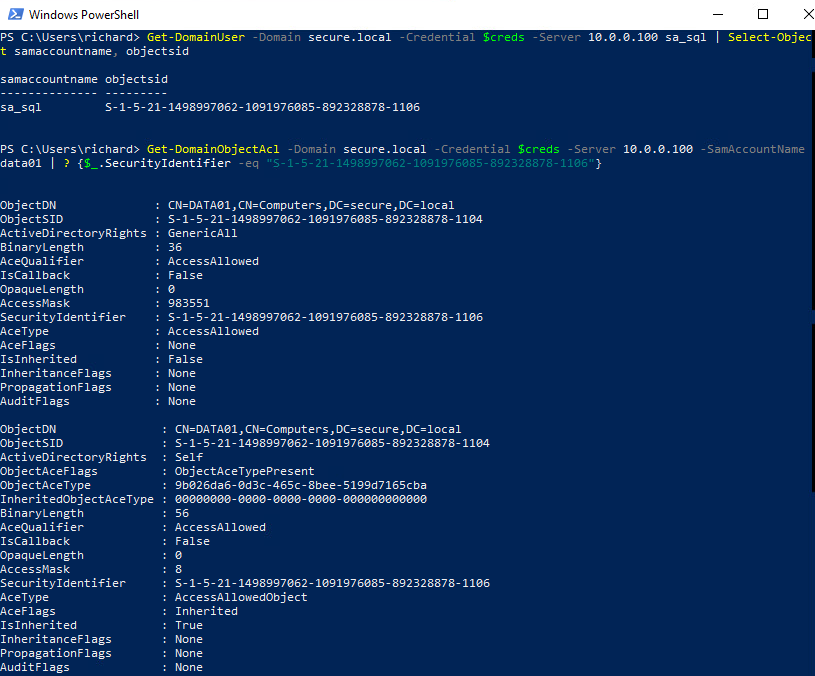 Windows PowerShell
PS C:\Users\richard> Get-DomainUser -Domain secure.local -Credential $creds -Server 10.0.0.100 sa_sql | Select-Objec
t samaccountname, objectsid
samaccountname objectsid
-------------- ---------
sa_sql         S-1-5-21-1498997062-1091976085-892328878-1106
PS C:\Users\richard> Get-DomainObjectAcl -Domain secure.local -Credential $creds -Server 10.0.0.100 -SamAccountName
data01 | ? {$_.SecurityIdentifier -eq "S-1-5-21-1498997062-1091976085-892328878-1106"}
ObjectDN              : CN=DATA01,CN=Computers,DC=secure,DC=local
ObjectSID             : S-1-5-21-1498997062-1091976085-892328878-1104
ActiveDirectoryRights : GenericAll
BinaryLength          : 36
AceQualifier          : AccessAllowed
IsCallback            : False
OpaqueLength          : 0
AccessMask            : 983551
SecurityIdentifier    : S-1-5-21-1498997062-1091976085-892328878-1106
AceType               : AccessAllowed
AceFlags              : None
IsInherited           : False
InheritanceFlags      : None
PropagationFlags      : None
AuditFlags            : None
ObjectDN               : CN=DATA01,CN=Computers,DC=secure,DC=local
ObjectSID              : S-1-5-21-1498997062-1091976085-892328878-1104
ActiveDirectoryRights  : Self
ObjectAceFlags         : ObjectAceTypePresent
ObjectAceType          : 9b026da6-0d3c-465c-8bee-5199d7165cba
InheritedObjectAceType : 00000000-0000-0000-0000-000000000000
BinaryLength           : 56
AceQualifier           : AccessAllowed
IsCallback             : False
OpaqueLength           : 0
AccessMask             : 8
SecurityIdentifier     : S-1-5-21-1498997062-1091976085-892328878-1106
AceType                : AccessAllowedObject
AceFlags               : Inherited
IsInherited            : True
InheritanceFlags       : None
PropagationFlags       : None
AuditFlags             : None